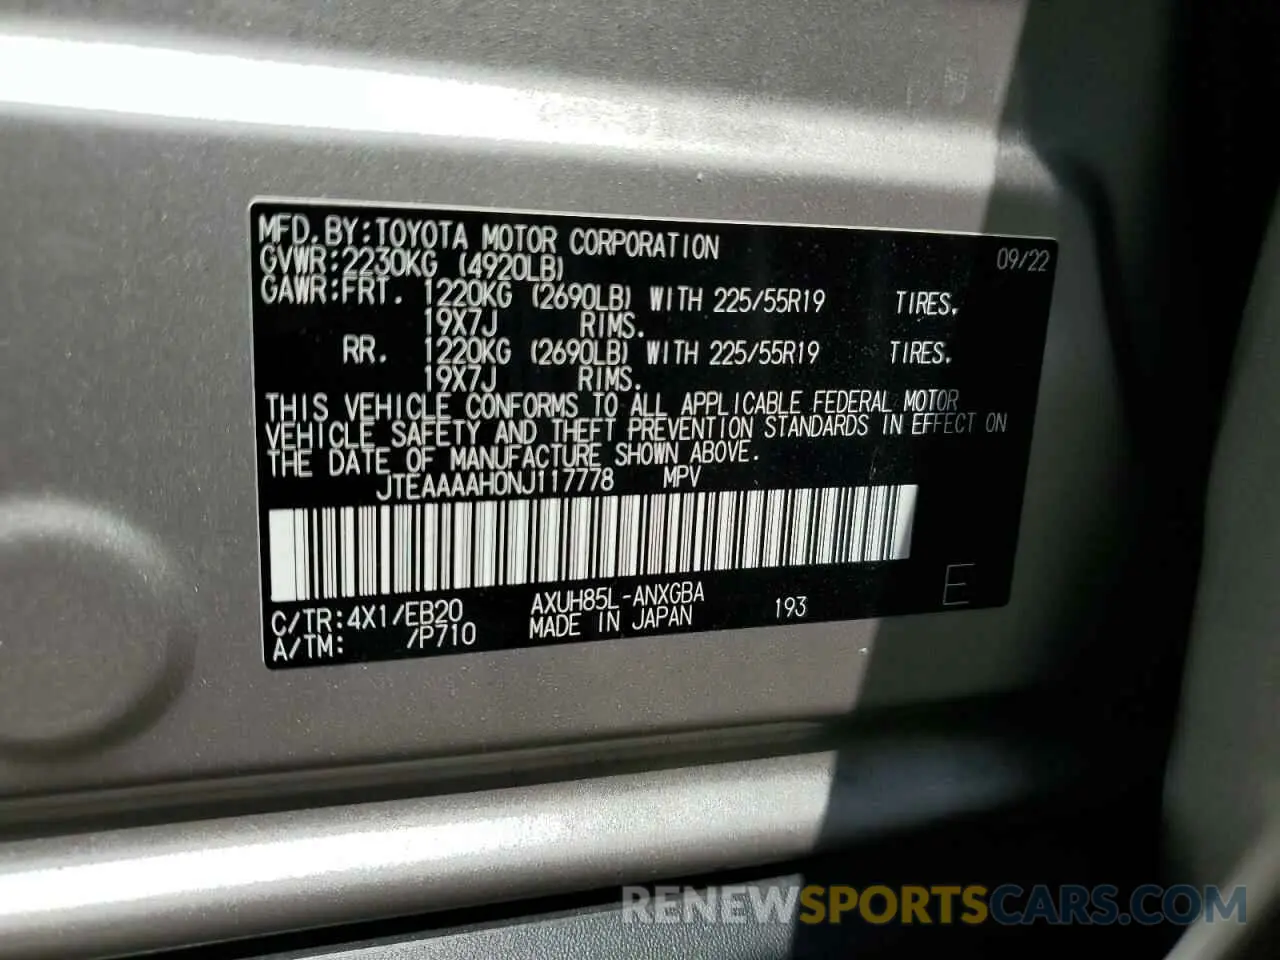 MFD.BY:TOYOTA MOTOR CORPORATION 09/22
GVWR:2230KG (4920LB)
GAWR:FRT. 1220KG (2690LB) WITH 225/55R19 TIRES.
19X7J RIMS.
RR. 1220KG (2690LB) WITH 225/55R19 TIRES.
19X7J RIMS.
THIS VEHICLE CONFORMS TO ALL APPLICABLE FEDERAL MOTOR
VEHICLE SAFETY AND THEFT PREVENTION STANDARDS IN EFFECT ON
THE DATE OF MANUFACTURE SHOWN ABOVE.
JTEAAAAH0NJ117778 MPV
E
C/TR:4X1/EB20 AXUH85L-ANXGBA 193
A/TM: /P710 MADE IN JAPAN
RENEWSPORTSCARS.COM